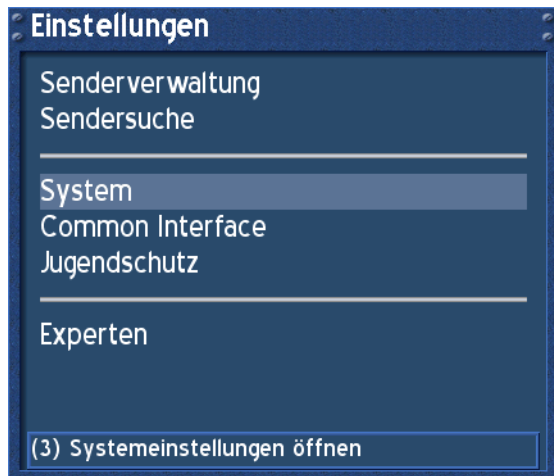 Einstellungen
Senderverwaltung
Sendersuche
System
Common Interface
Jugendschutz
Experten
(3) Systemeinstellungen öffnen